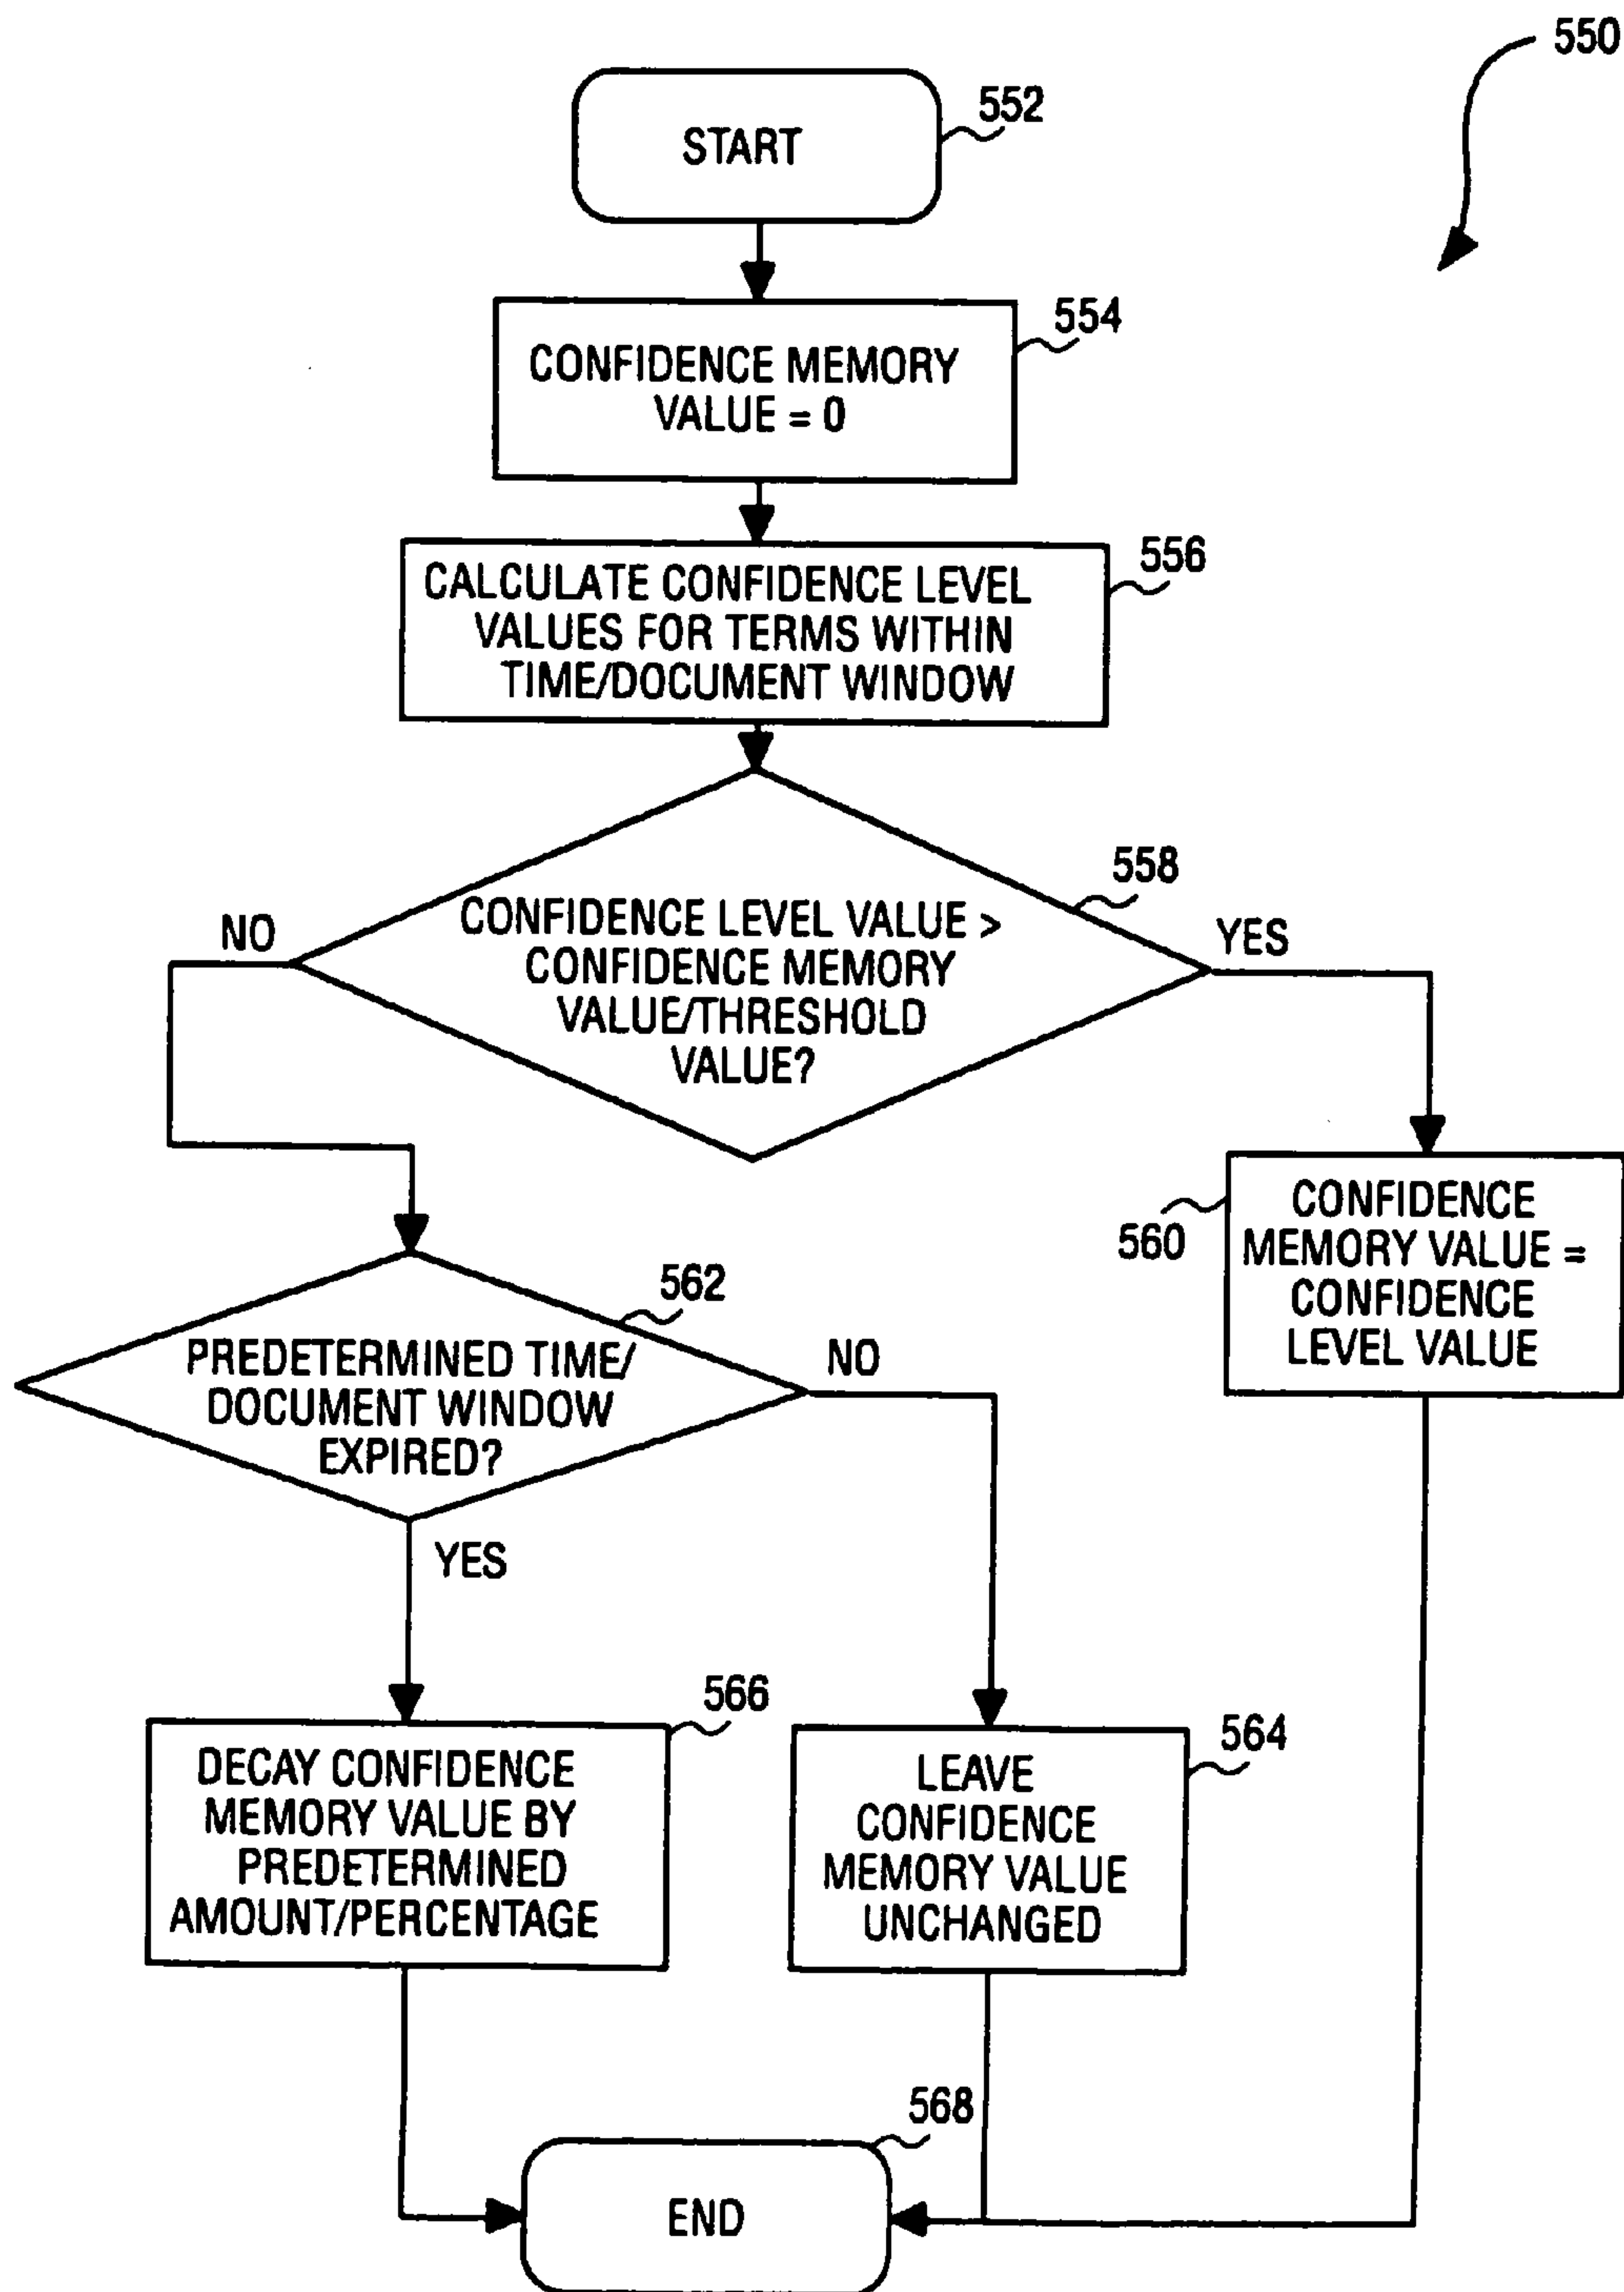 550
552
START
554
CONFIDENCE MEMORY
VALUE = 0
556
CALCULATE CONFIDENCE LEVEL
VALUES FOR TERMS WITHIN
TIME/DOCUMENT WINDOW
558
CONFIDENCE LEVEL VALUE >
CONFIDENCE MEMORY
VALUE/THRESHOLD
VALUE?
NO
YES
560
CONFIDENCE
MEMORY VALUE =
CONFIDENCE
LEVEL VALUE
562
PREDETERMINED TIME/
DOCUMENT WINDOW
EXPIRED?
NO
YES
566
DECAY CONFIDENCE
MEMORY VALUE BY
PREDETERMINED
AMOUNT/PERCENTAGE
564
LEAVE
CONFIDENCE
MEMORY VALUE
UNCHANGED
568
END